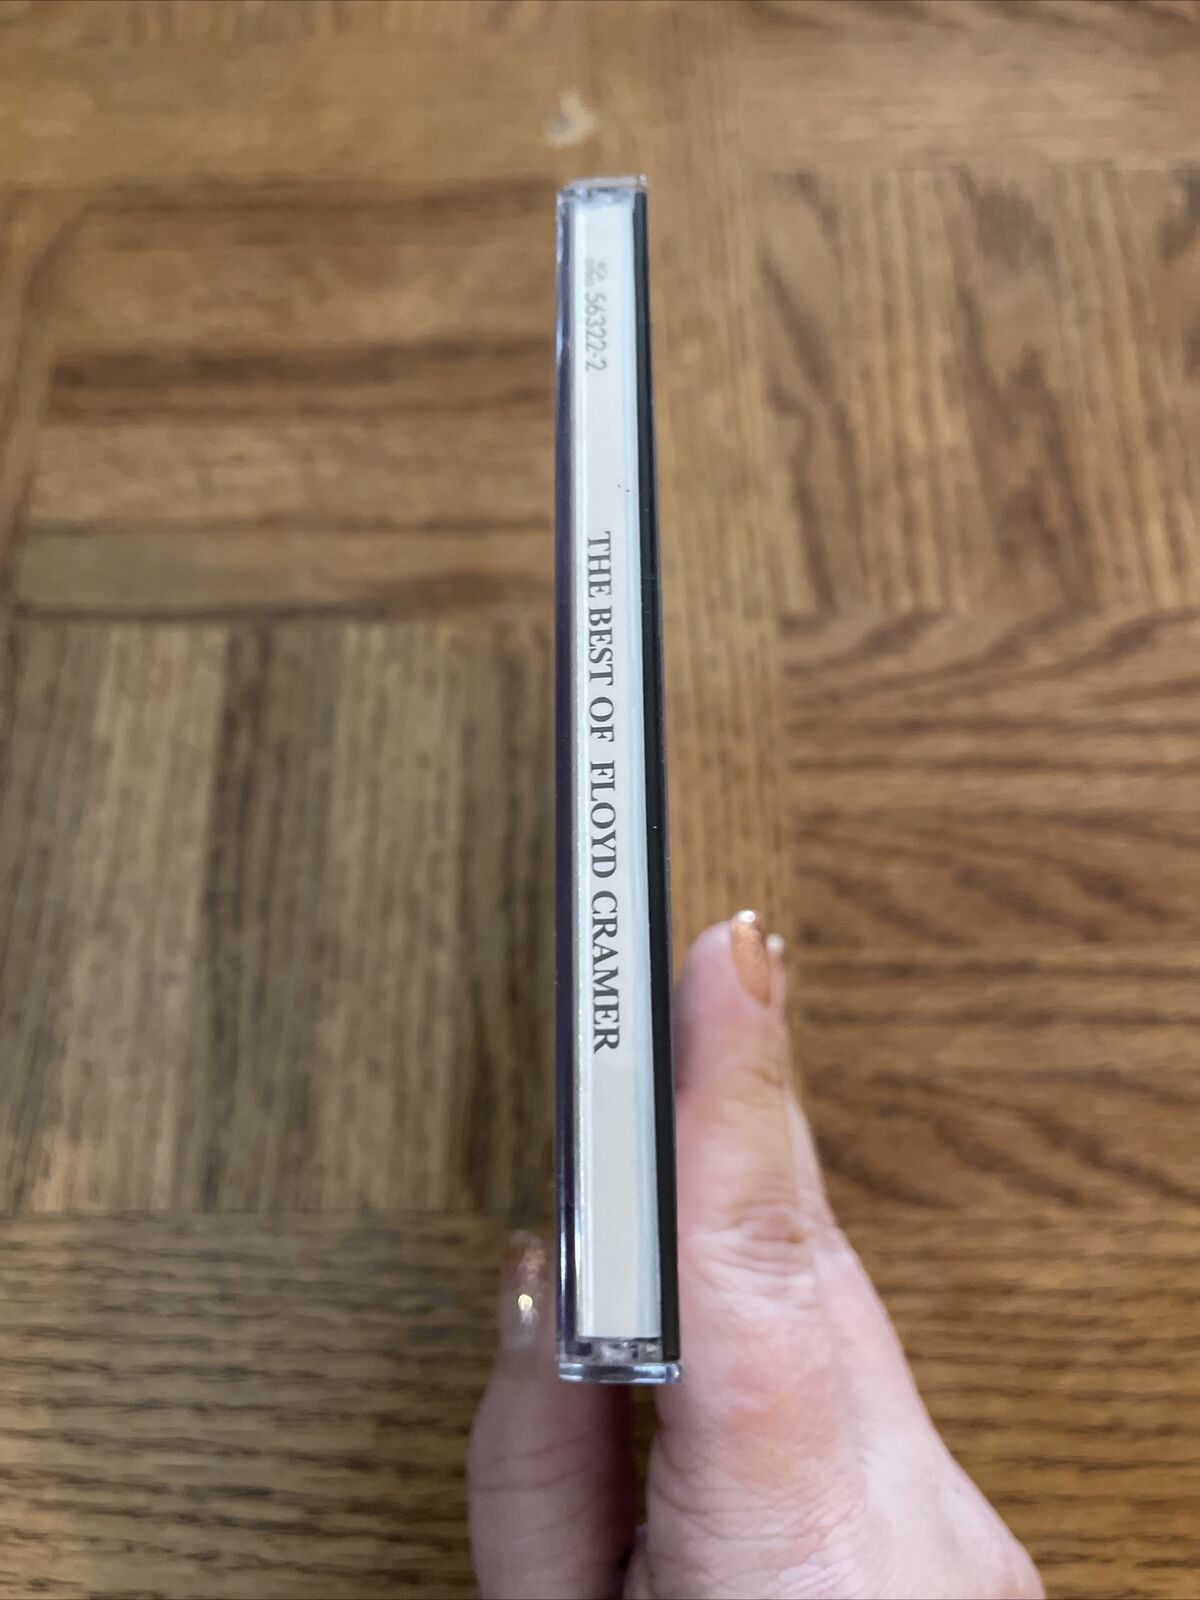 56322-2
THE BEST OF FLOYD CRAMER